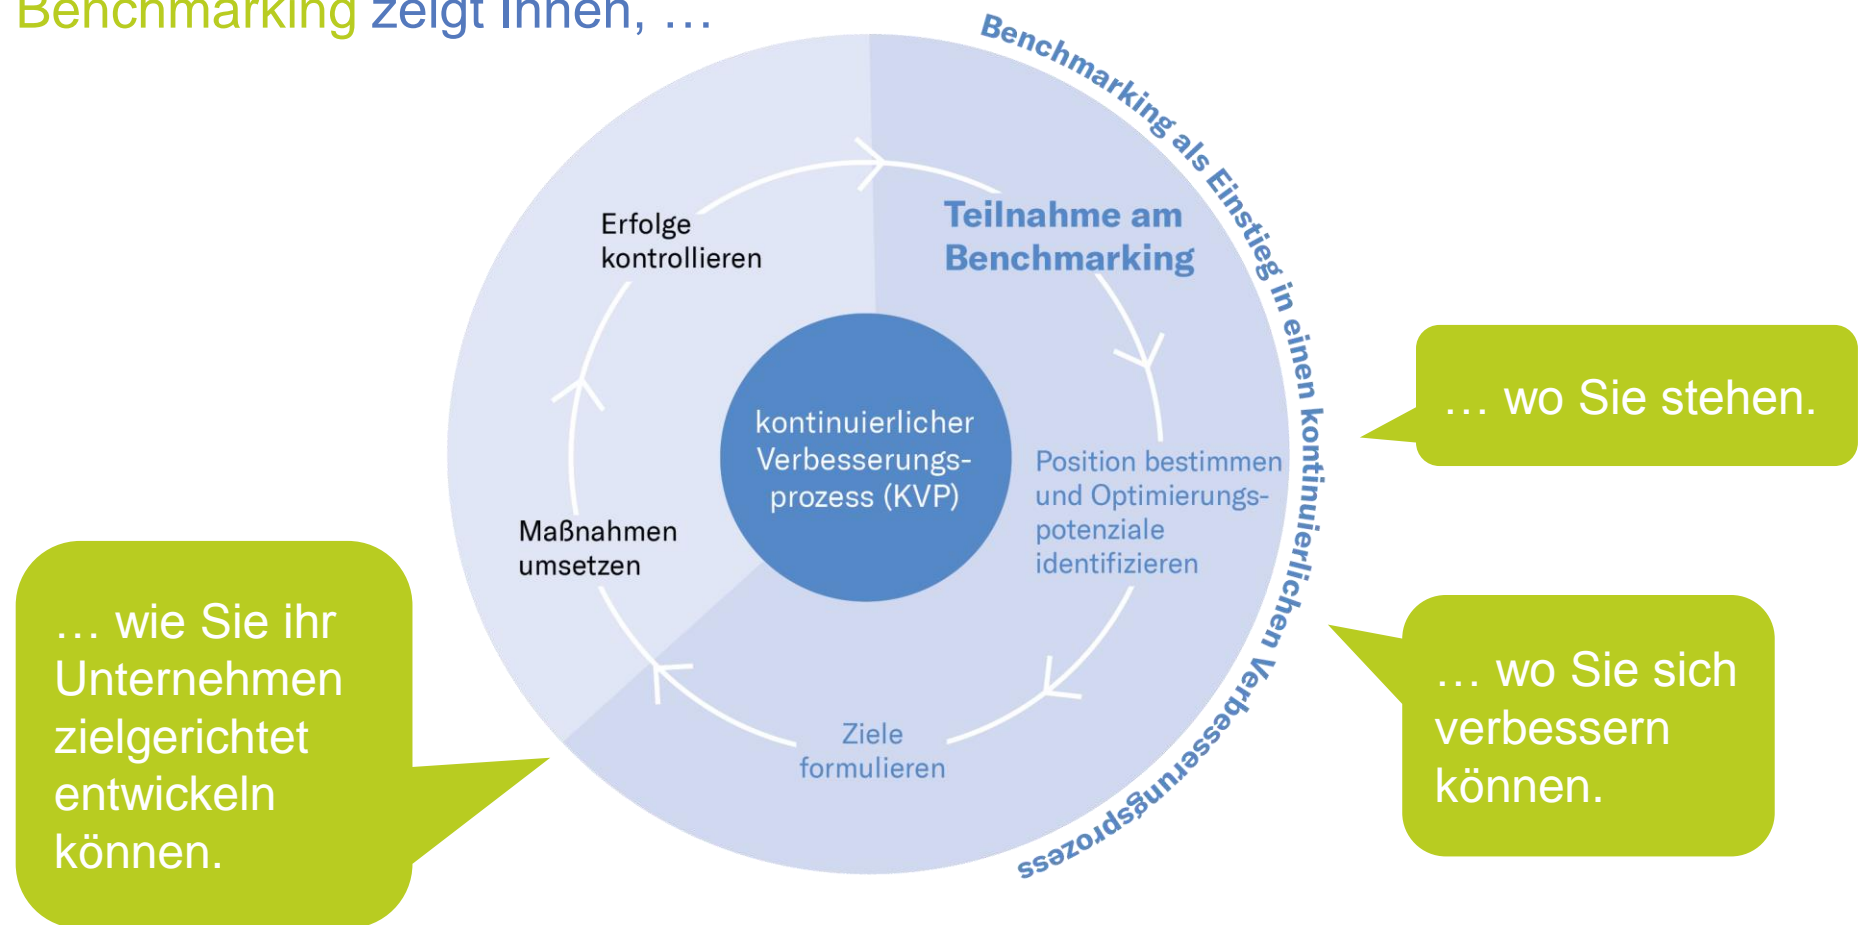 Benchmarking zeigt Ihnen, …
Benchmarking als Einstieg in einen kontinuierlichen Verbesserungsprozess
Teilnahme am
Benchmarking
Position bestimmen
und Optimierungs-
potenziale
identifizieren
Ziele
formulieren
Maßnahmen
umsetzen
Erfolge
kontrollieren
kontinuierlicher
Verbesserungs-
prozess (KVP)
… wo Sie stehen.
… wo Sie sich
verbessern
können.
… wie Sie ihr
Unternehmen
zielgerichtet
entwickeln
können.